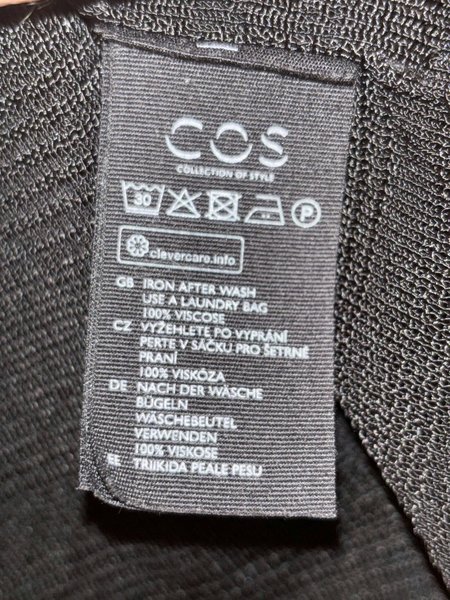 COS
COLLECTION OF STYLE
30 P
clevercare.info
GB IRON AFTER WASH
USE A LAUNDRY BAG
100% VISCOSE
CZ VYŽEHLETE PO VYPRÁNÍ
PERTE V SÁČKU PRO ŠETRNÉ
PRANÍ
100% VISKÓZA
DE NACH DER WÄSCHE
BÜGELN
WÄSCHEBEUTEL
VERWENDEN
100% VISKOSE
EE TRIIKIDA PEALE PESU